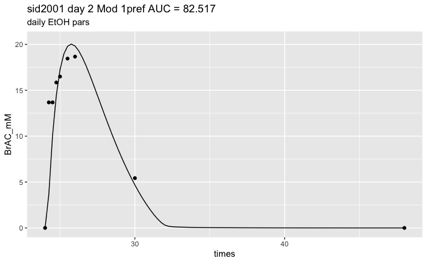 sid2001 day 2 Mod 1pref AUC = 82.517
daily EtOH pars
20
15
10
5
0
BrAC_mM
30
40
times